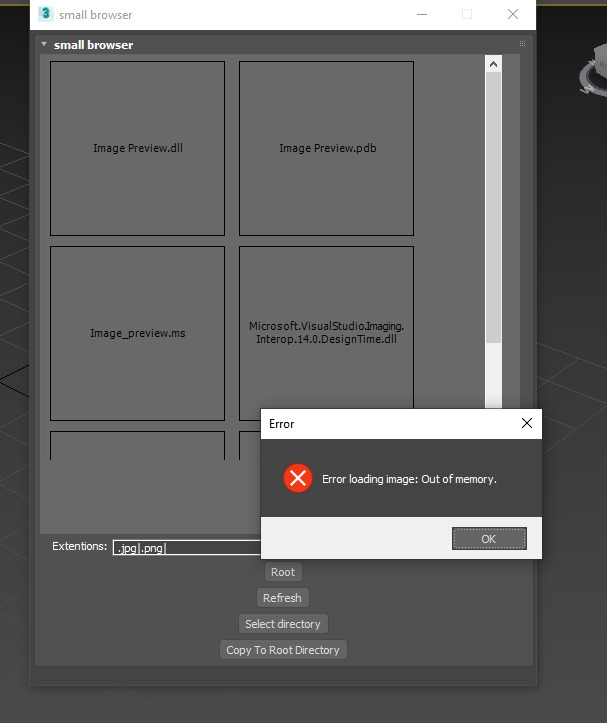 small browser
small browser
Image Preview.dll
Image Preview.pdb
Image_preview.ms
Microsoft.VisualStudio.Imaging.
Interop.14.0.DesignTime.dll
Error
Error loading image: Out of memory.
OK
Extentions: .jpg|.png|
Root
Refresh
Select directory
Copy To Root Directory